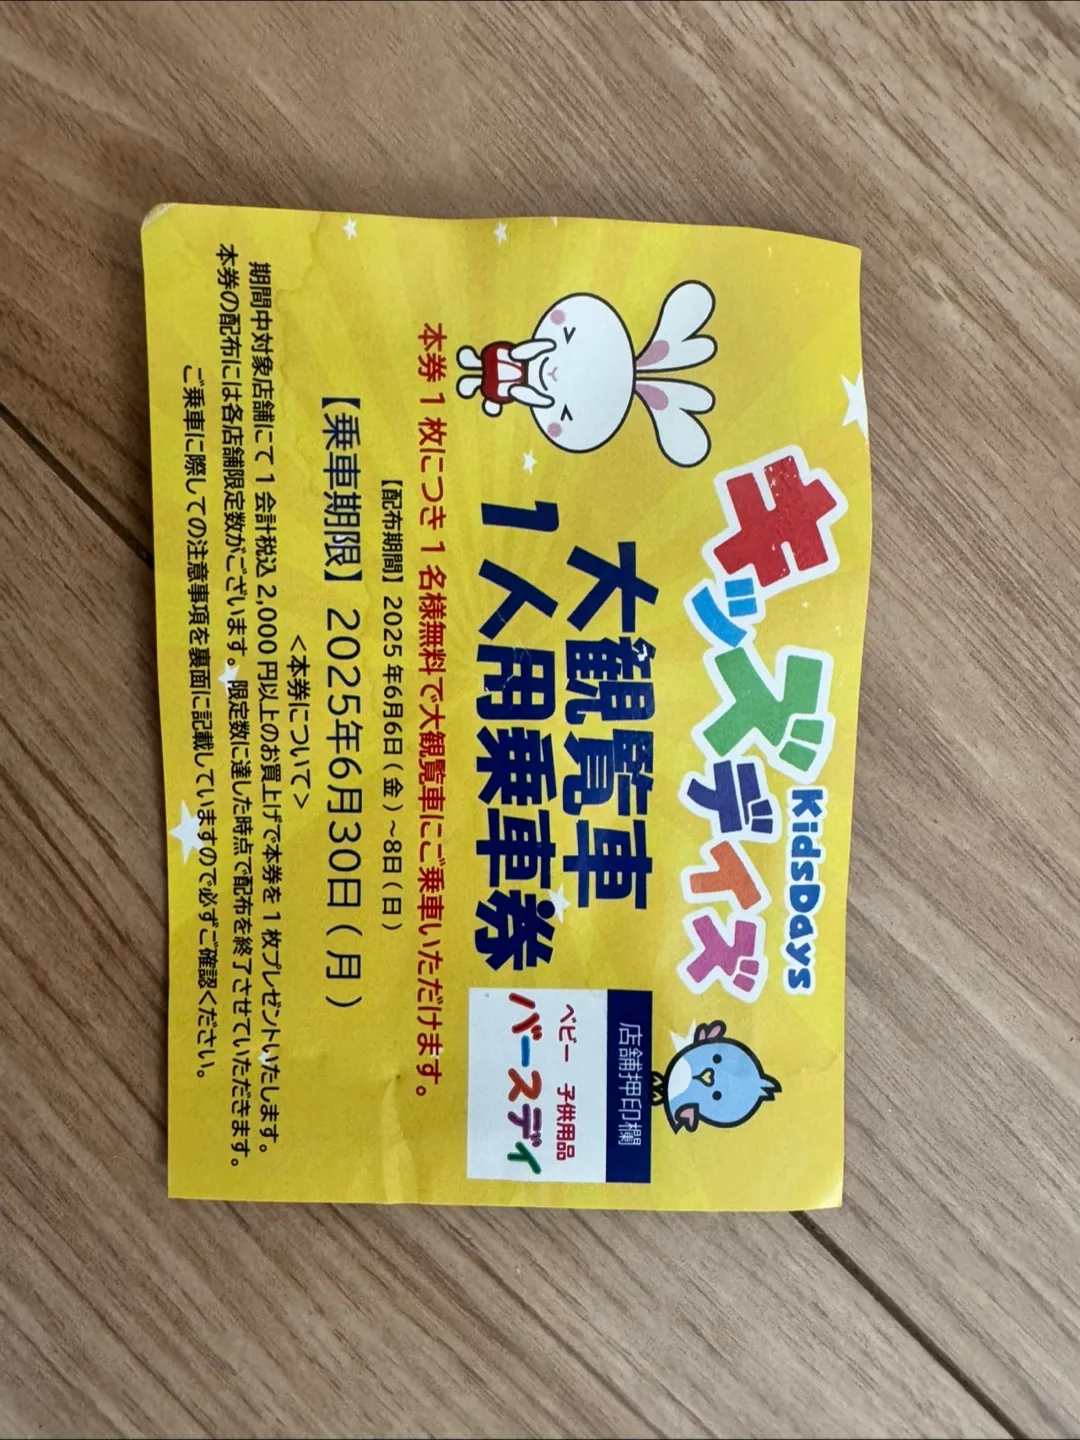 キッズデイズ
KidsDays
大観覧車
1人用乗車券
店舗押印欄
ベビー 子供用品
バースデイ
本券1枚につき1名様無料で大観覧車にご乗車いただけます。
【配布期間】2025年6月6日(金)~8日(日)
【乗車期限】2025年6月30日(月)
<本券について>
期間中対象店舗にて1会計税込2,000円以上のお買上げで本券を1枚プレゼントいたします。
本券の配布には各店舗限定数がございます。限定数に達した時点で配布を終了させていただきます。
ご乗車に際しての注意事項を裏面に記載していますので必ずご確認ください。